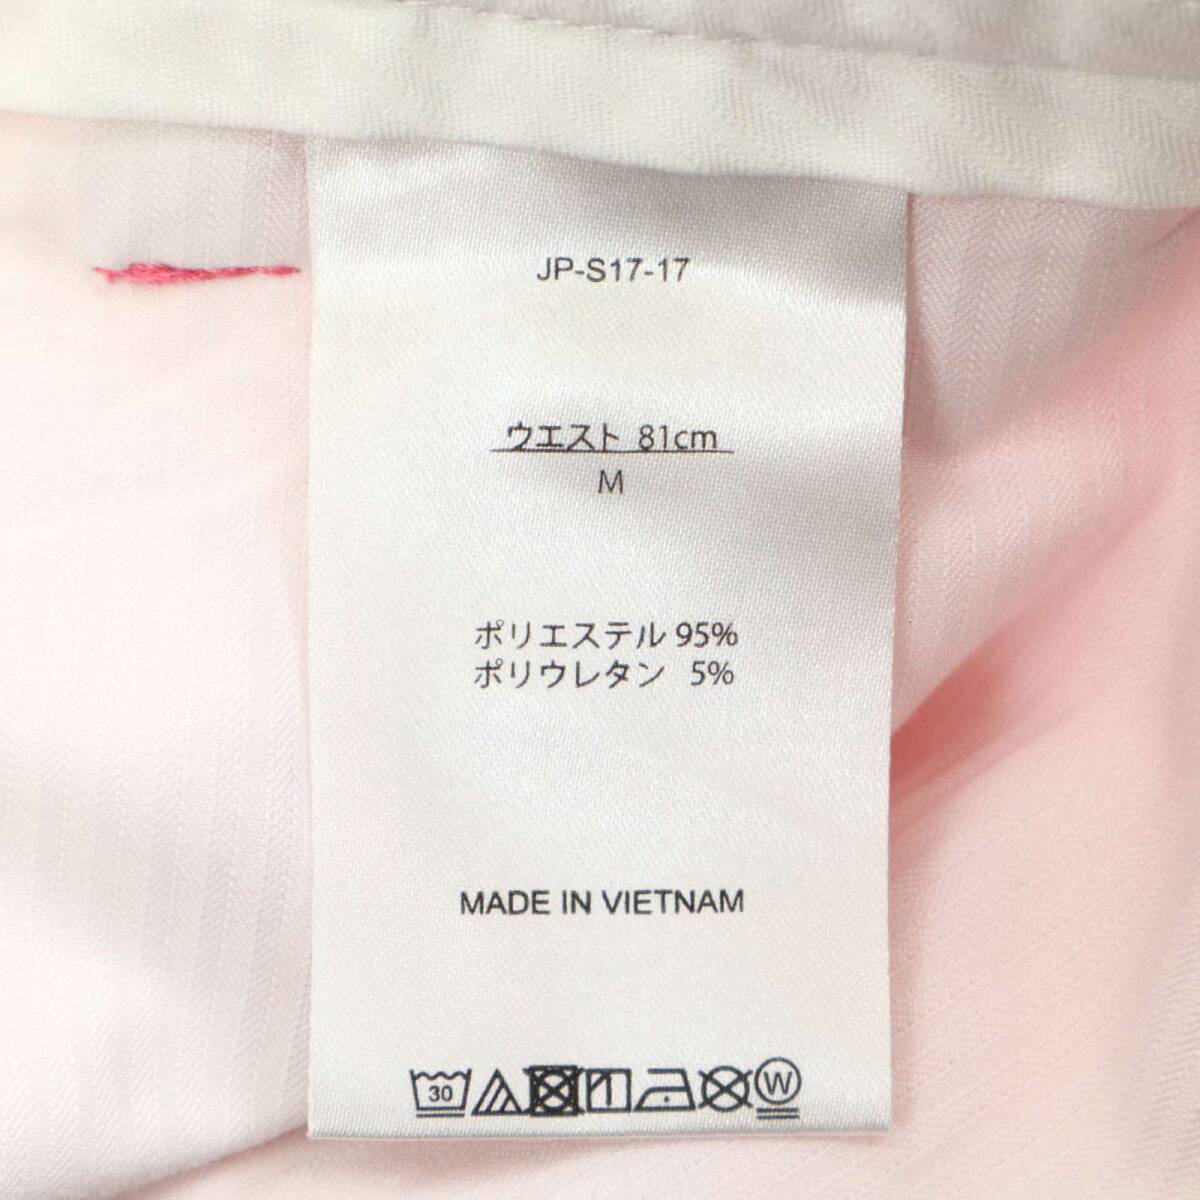 JP-S17-17
ウエスト 81cm
M
ポリエステル 95%
ポリウレタン 5%
MADE IN VIETNAM
30 W